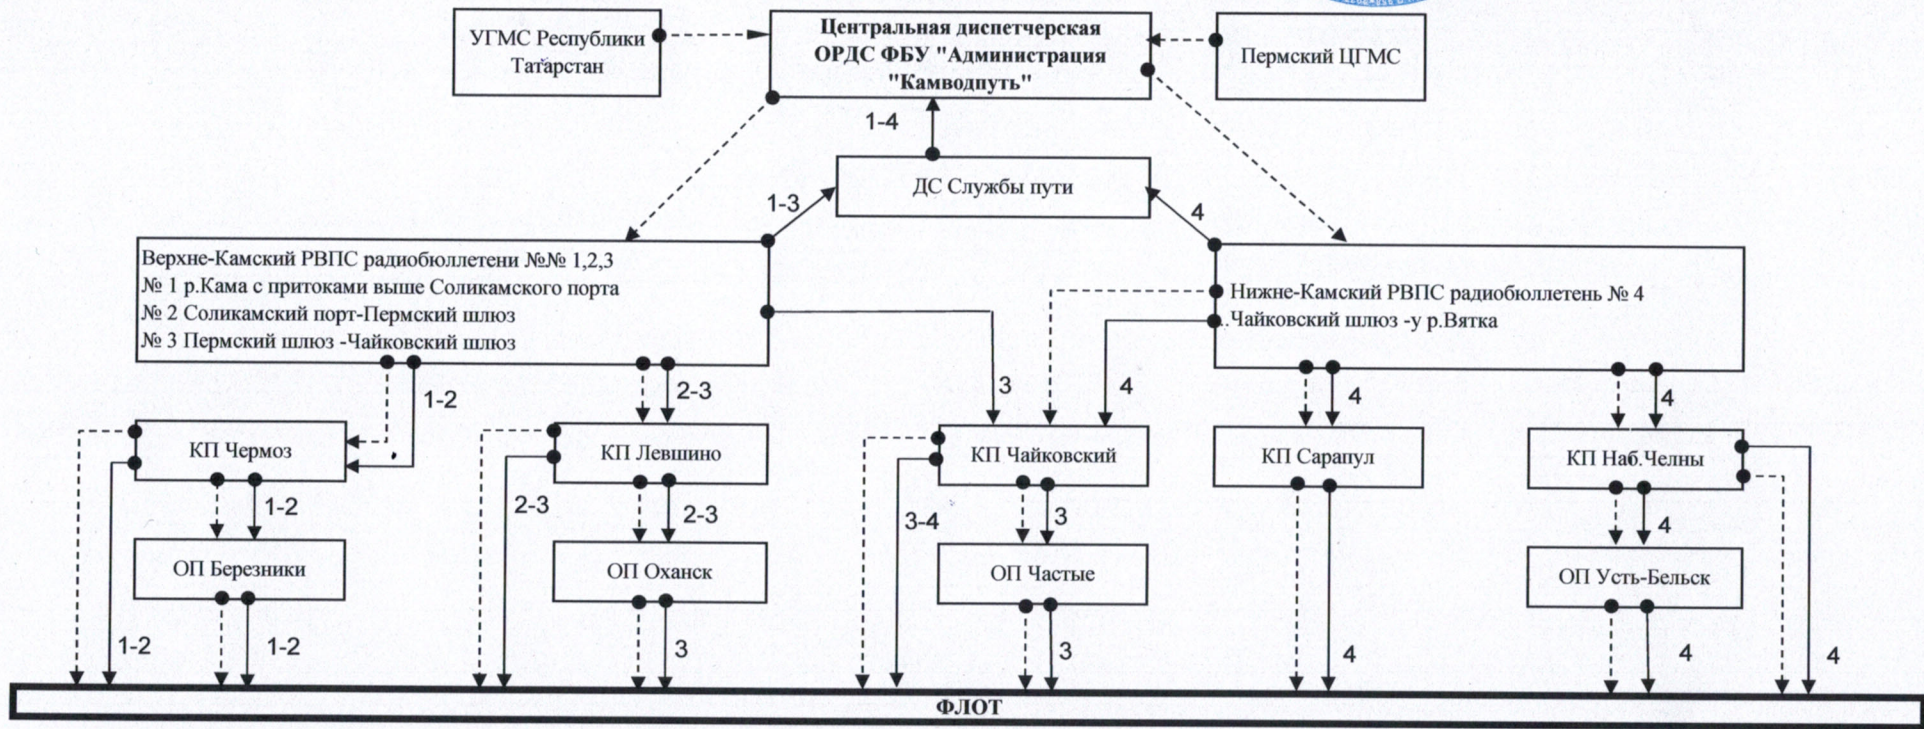 УГМС Республики
Татарстан
Центральная диспетчерская
ОРДС ФБУ "Администрация
"Камводпуть"
Пермский ЦГМС
1-4
ДС Службы пути
1-3
4
Верхне-Камский РВПС радиобюллетени №№ 1,2,3
№ 1 р.Кама с притоками выше Соликамского порта
№ 2 Соликамский порт-Пермский шлюз
№ 3 Пермский шлюз -Чайковский шлюз
Нижне-Камский РВПС радиобюллетень № 4
Чайковский шлюз -у р.Вятка
1-2
2-3
3
4
4
4
КП Чермоз
КП Левшино
КП Чайковский
КП Сарапул
КП Наб.Челны
1-2
2-3
2-3
3-4
3
4
ОП Березники
ОП Оханск
ОП Частые
ОП Усть-Бельск
1-2
1-2
3
3
4
4
4
ФЛОТ